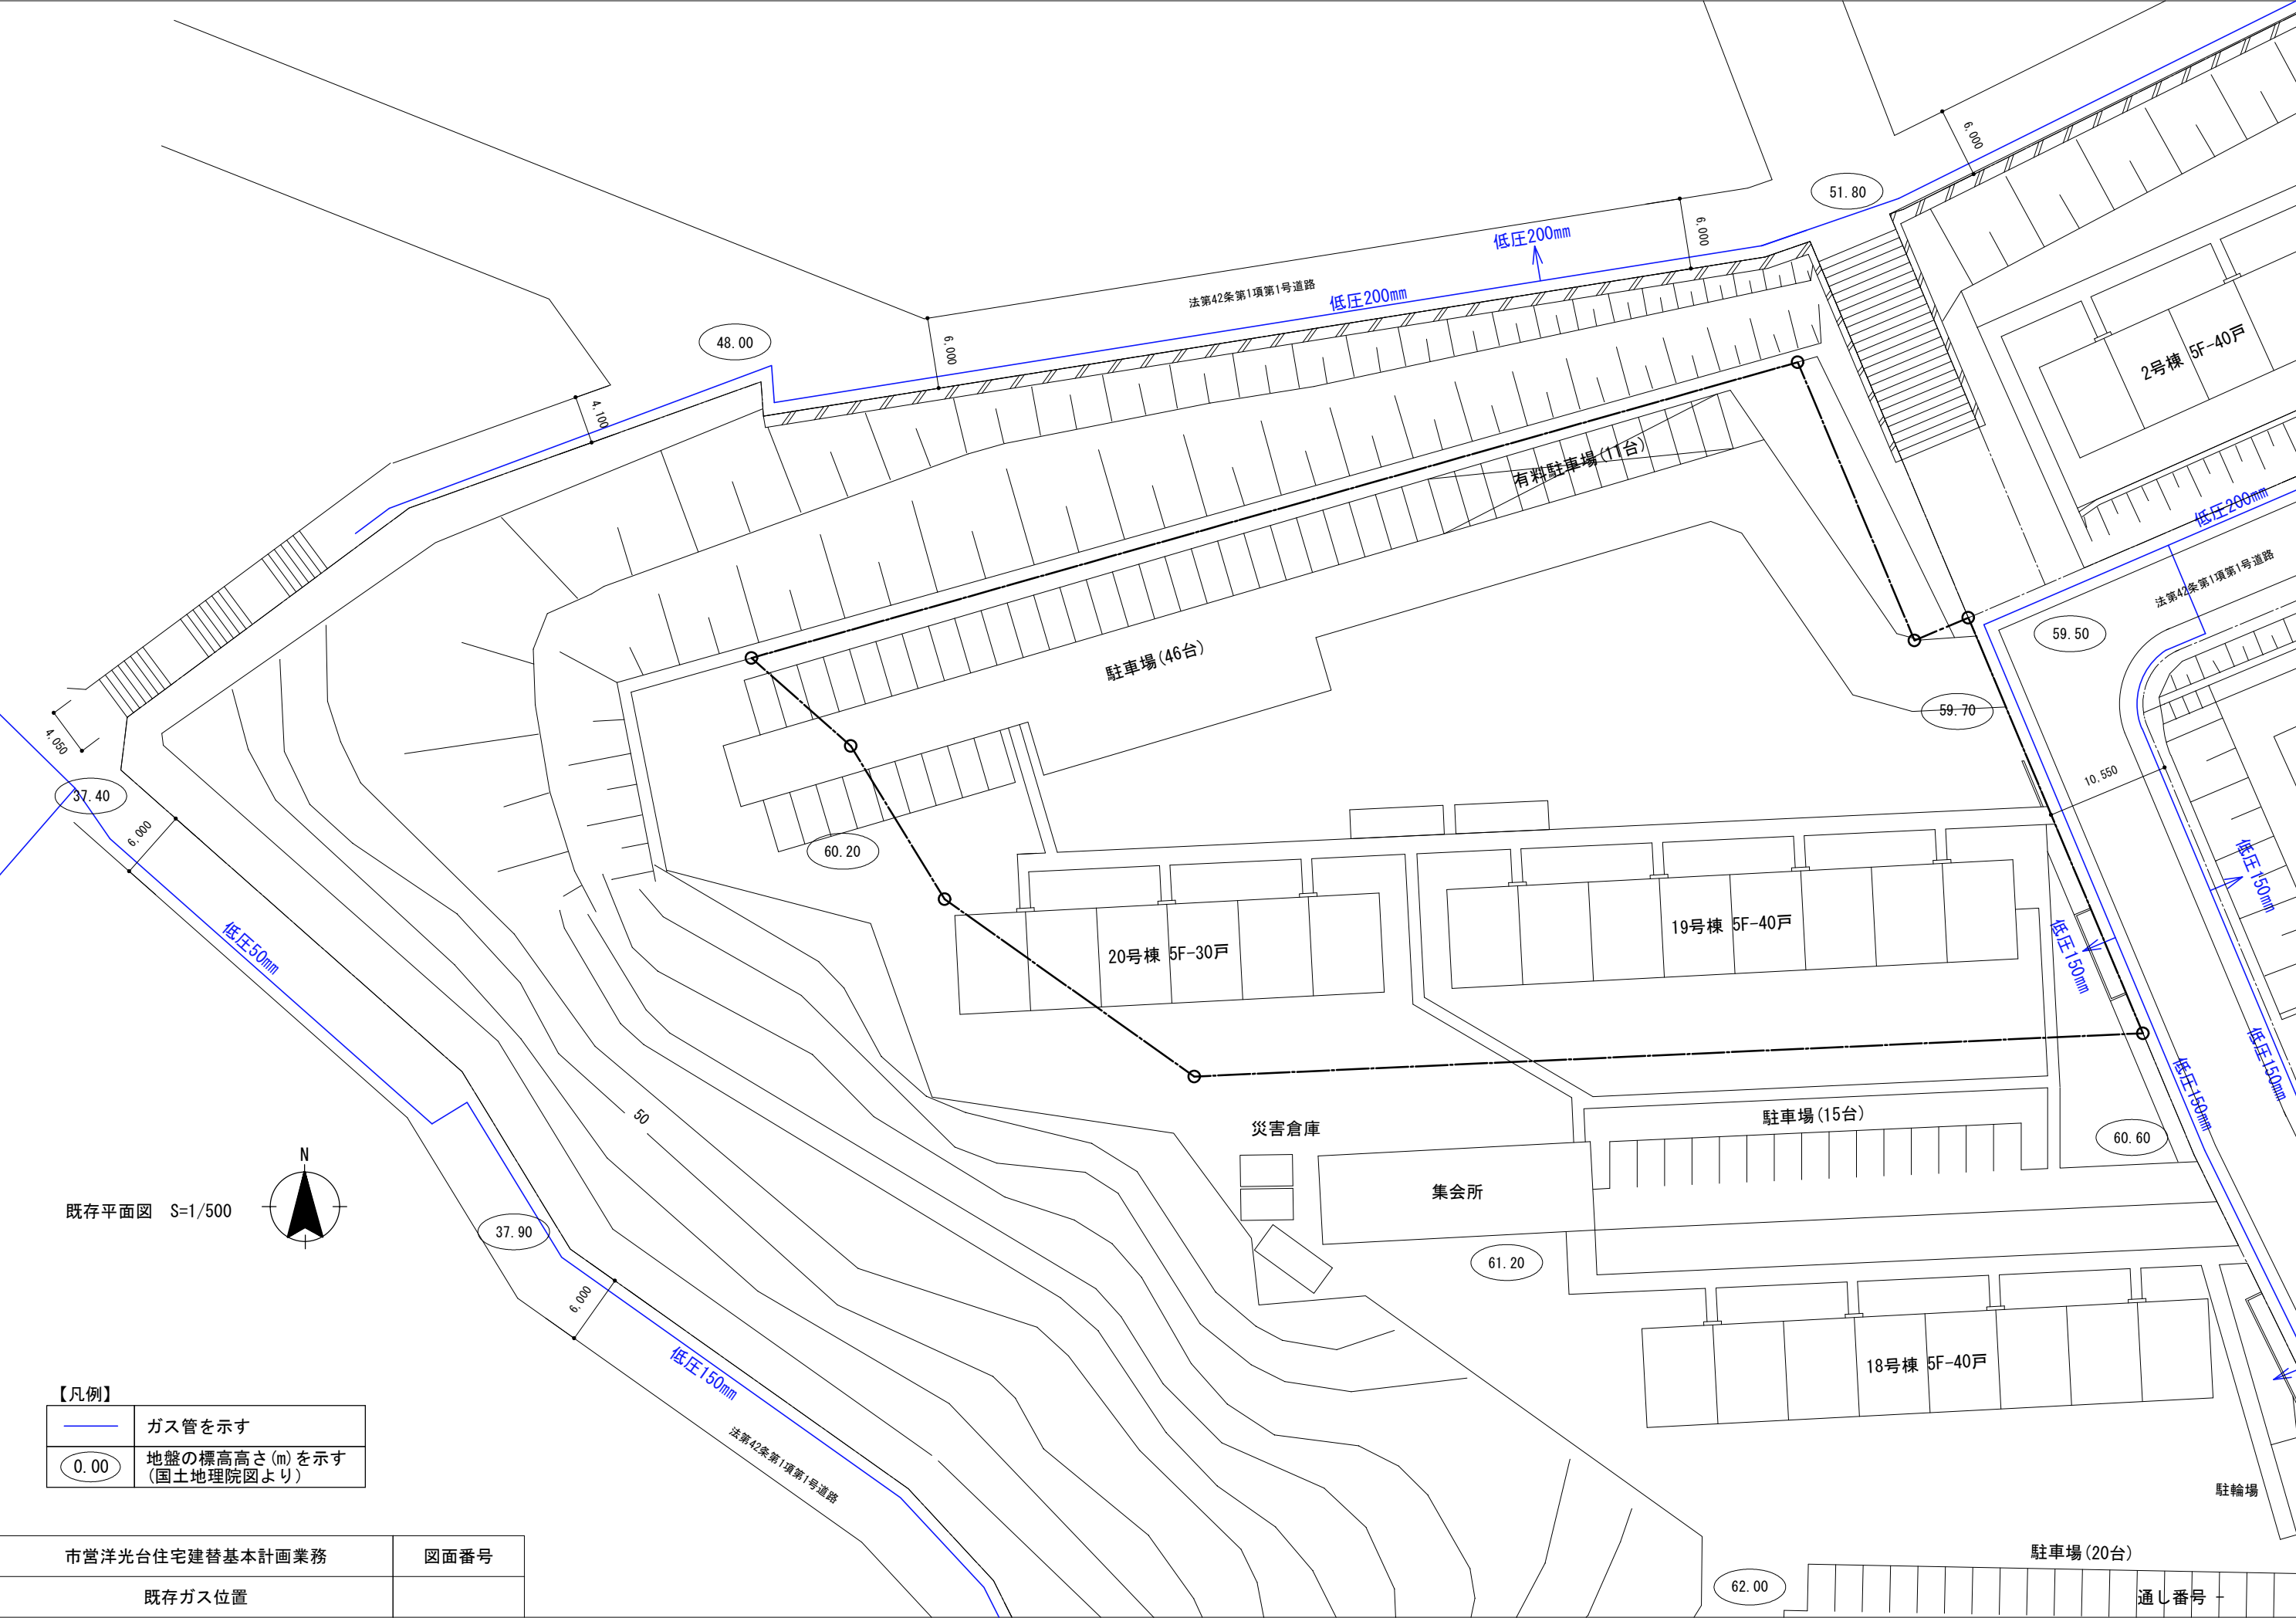 6.000
51.80
低圧200mm
6.000
法第42条第1項第1号道路
低圧200mm
48.00
6.000
2号棟 5F-40戸
4.100
有料駐車場(11台)
低圧200mm
法第42条第1項第1号道路
59.50
駐車場(46台)
59.70
4.050
10.550
37.40
6.000
60.20
低圧150mm
19号棟 5F-40戸
低圧50mm
20号棟 5F-30戸
低圧150mm
低圧150mm
低圧150mm
50
駐車場(15台)
災害倉庫
60.60
N
集会所
既存平面図 S=1/500
37.90
61.20
6.000
低圧150mm
18号棟 5F-40戸
【凡例】
ガス管を示す
0.00
地盤の標高高さ(m)を示す
(国土地理院図より)
法第42条第1項第1号道路
駐輪場
市営洋光台住宅建替基本計画業務
図面番号
駐車場(20台)
既存ガス位置
62.00
通し番号 -